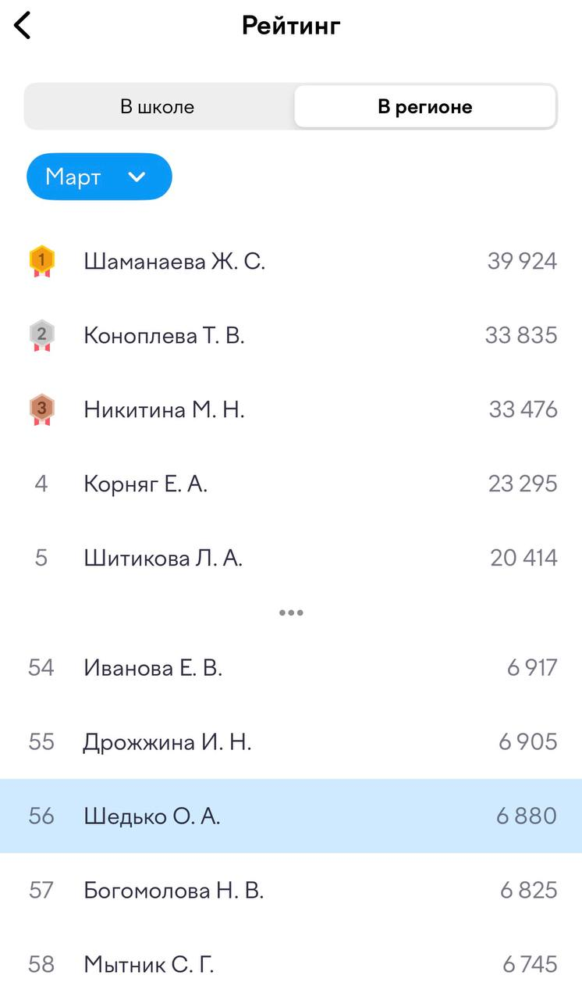 Рейтинг
В школе
В регионе
Март
1 Шаманаева Ж. С. 39 924
2 Коноплева Т. В. 33 835
3 Никитина М. Н. 33 476
4 Корняг Е. А. 23 295
5 Шитикова Л. А. 20 414
•••
54 Иванова Е. В. 6 917
55 Дрожжина И. Н. 6 905
56 Шедько О. А. 6 880
57 Богомолова Н. В. 6 825
58 Мытник С. Г. 6 745